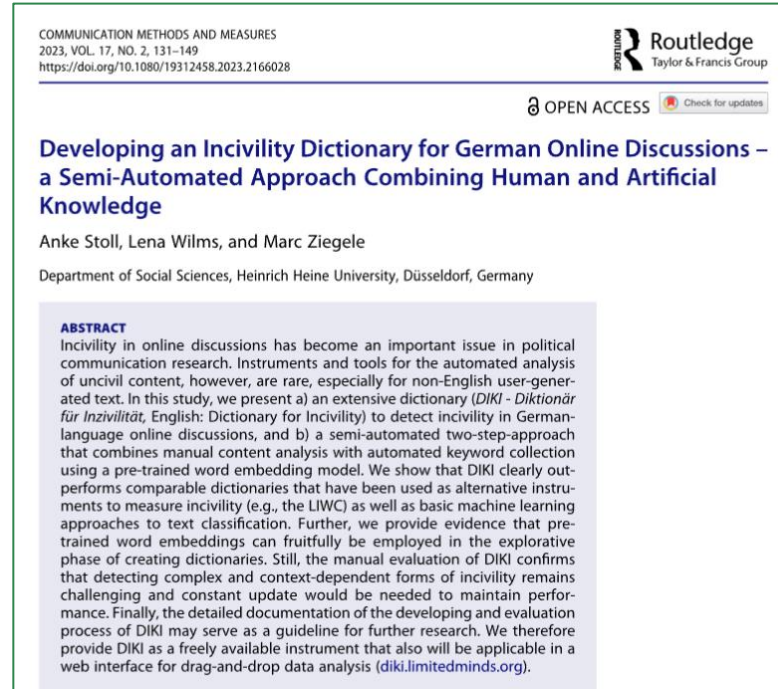 COMMUNICATION METHODS AND MEASURES
2023, VOL. 17, NO. 2, 131–149
https://doi.org/10.1080/19312458.2023.2166028
ROUTLEDGE
Routledge
Taylor & Francis Group
OPEN ACCESS
Check for updates
Developing an Incivility Dictionary for German Online Discussions –
a Semi-Automated Approach Combining Human and Artificial
Knowledge
Anke Stoll, Lena Wilms, and Marc Ziegele
Department of Social Sciences, Heinrich Heine University, Düsseldorf, Germany
ABSTRACT
Incivility in online discussions has become an important issue in political
communication research. Instruments and tools for the automated analysis
of uncivil content, however, are rare, especially for non-English user-gener-
ated text. In this study, we present a) an extensive dictionary (DIKI - Diktionär
für Inzivilität, English: Dictionary for Incivility) to detect incivility in German-
language online discussions, and b) a semi-automated two-step-approach
that combines manual content analysis with automated keyword collection
using a pre-trained word embedding model. We show that DIKI clearly out-
performs comparable dictionaries that have been used as alternative instru-
ments to measure incivility (e.g., the LIWC) as well as basic machine learning
approaches to text classification. Further, we provide evidence that pre-
trained word embeddings can fruitfully be employed in the explorative
phase of creating dictionaries. Still, the manual evaluation of DIKI confirms
that detecting complex and context-dependent forms of incivility remains
challenging and constant update would be needed to maintain perfor-
mance. Finally, the detailed documentation of the developing and evaluation
process of DIKI may serve as a guideline for further research. We therefore
provide DIKI as a freely available instrument that also will be applicable in a
web interface for drag-and-drop data analysis (diki.limitedminds.org).